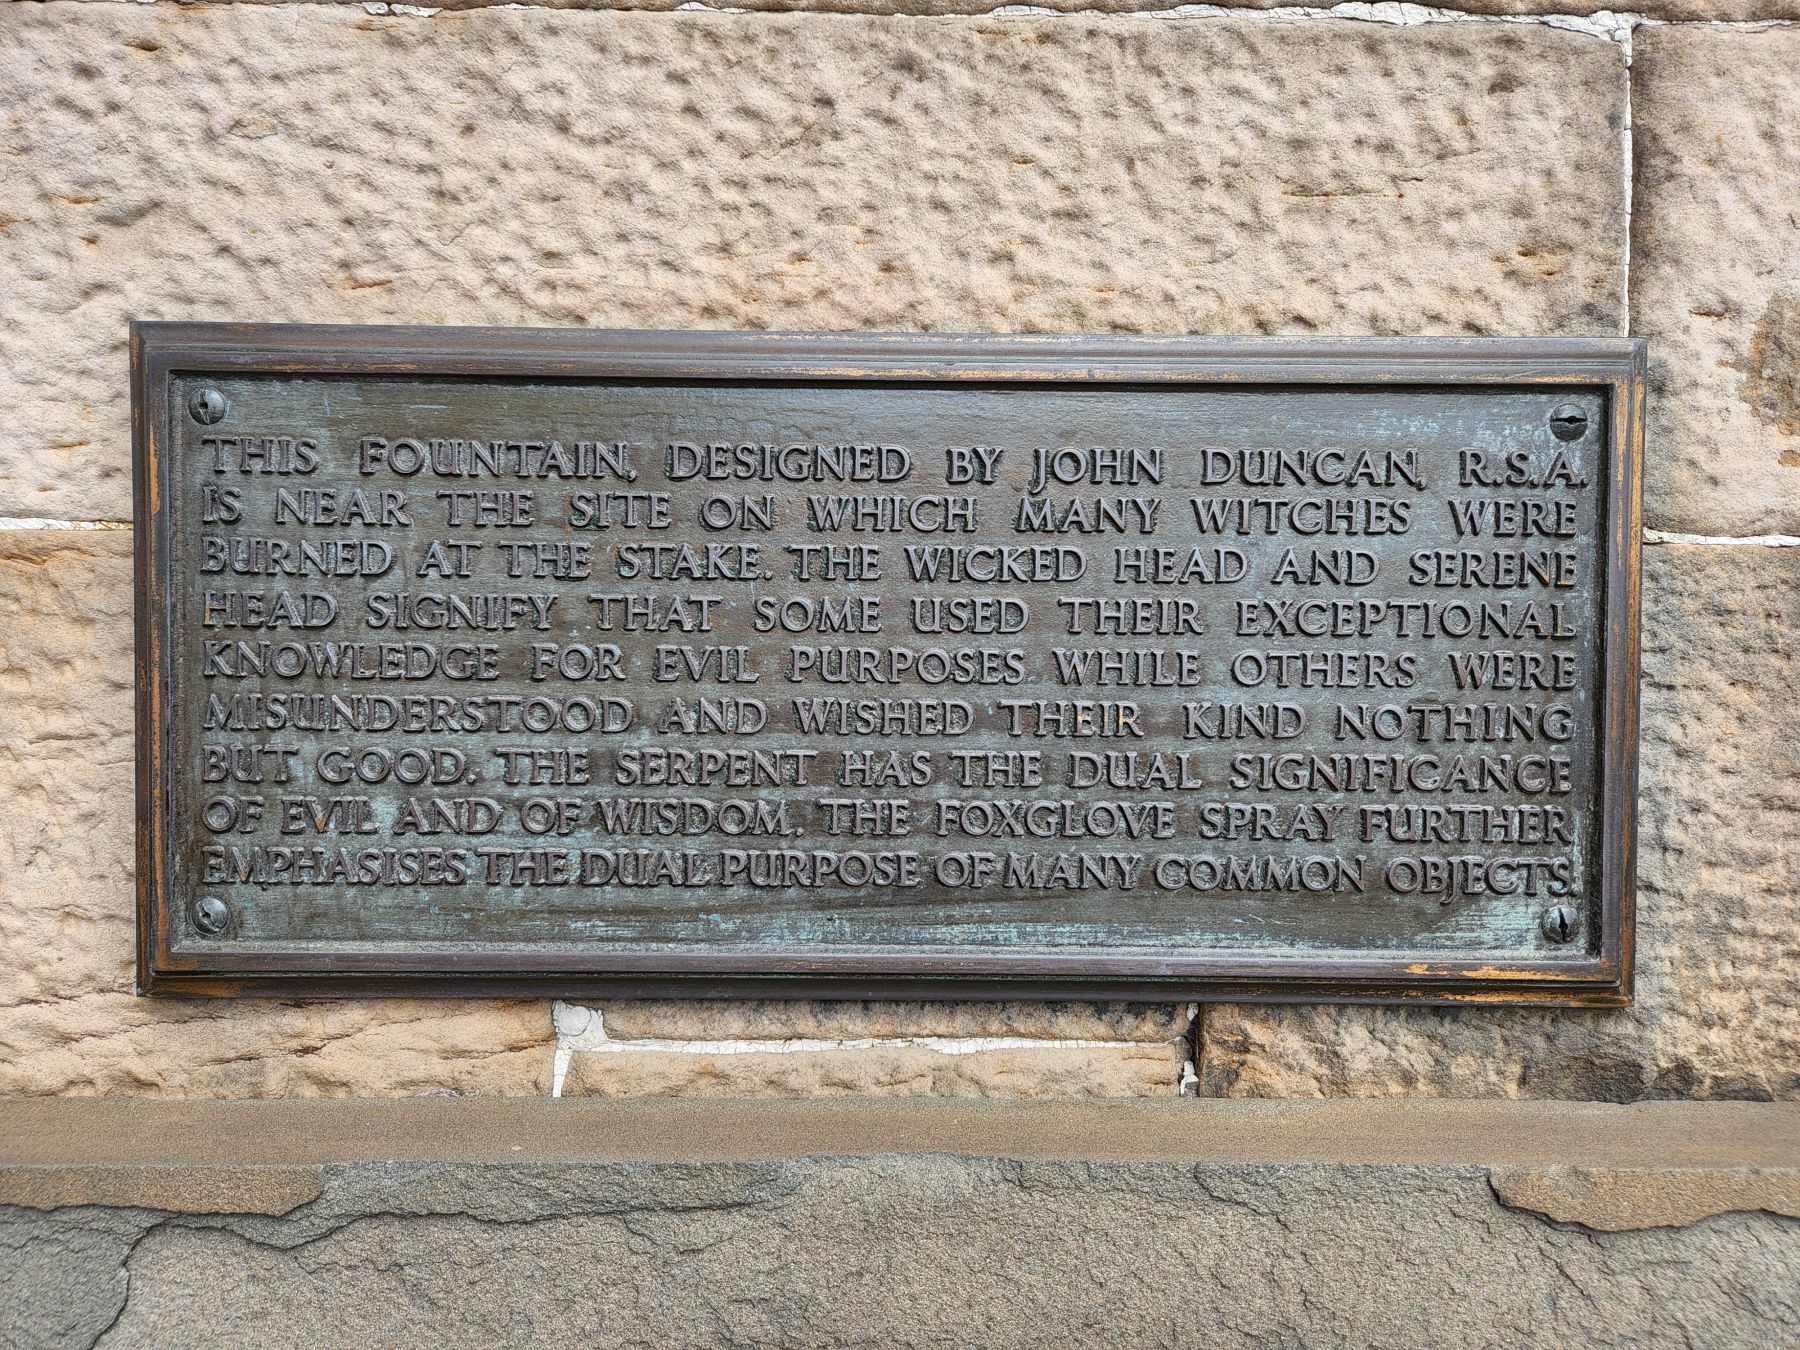 THIS FOUNTAIN, DESIGNED BY JOHN DUNCAN, R.S.A.
IS NEAR THE SITE ON WHICH MANY WITCHES WERE
BURNED AT THE STAKE. THE WICKED HEAD AND SERENE
HEAD SIGNIFY THAT SOME USED THEIR EXCEPTIONAL
KNOWLEDGE FOR EVIL PURPOSES WHILE OTHERS WERE
MISUNDERSTOOD AND WISHED THEIR KIND NOTHING
BUT GOOD. THE SERPENT HAS THE DUAL SIGNIFICANCE
OF EVIL AND OF WISDOM. THE FOXGLOVE SPRAY FURTHER
EMPHASISES THE DUAL PURPOSE OF MANY COMMON OBJECTS.